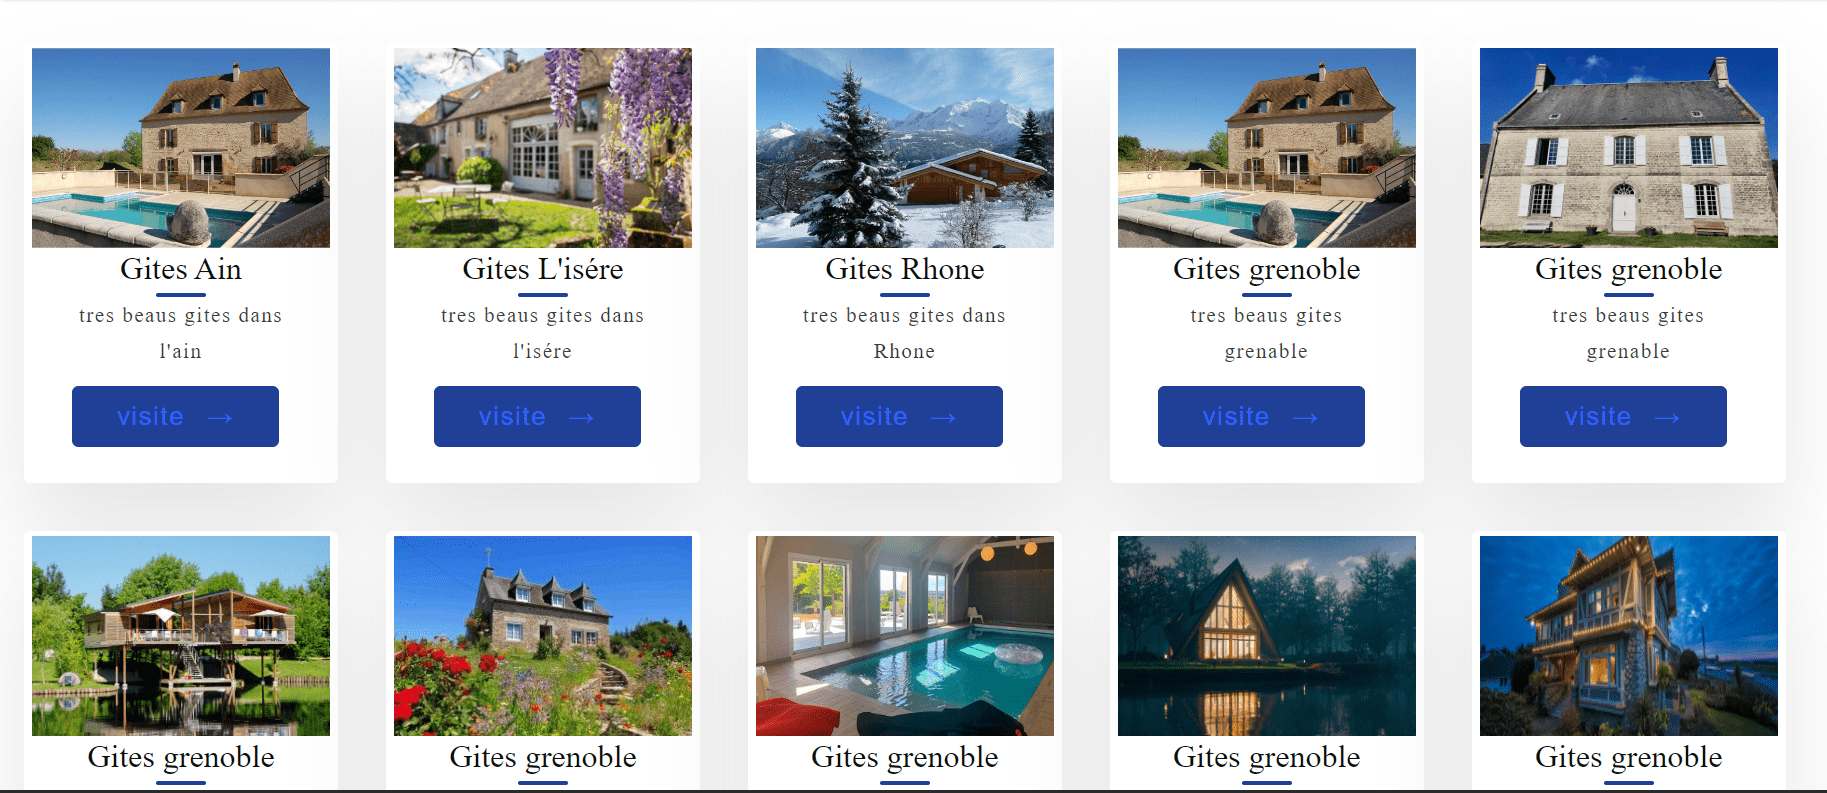 Gites Ain
tres beaus gites dans
l'ain
visite →
Gites L'isére
tres beaus gites dans
l'isére
visite →
Gites Rhone
tres beaus gites dans
Rhone
visite →
Gites grenoble
tres beaus gites
grenable
visite →
Gites grenoble
tres beaus gites
grenable
visite →
Gites grenoble
Gites grenoble
Gites grenoble
Gites grenoble
Gites grenoble